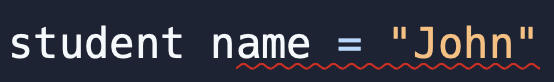 student name = "John"